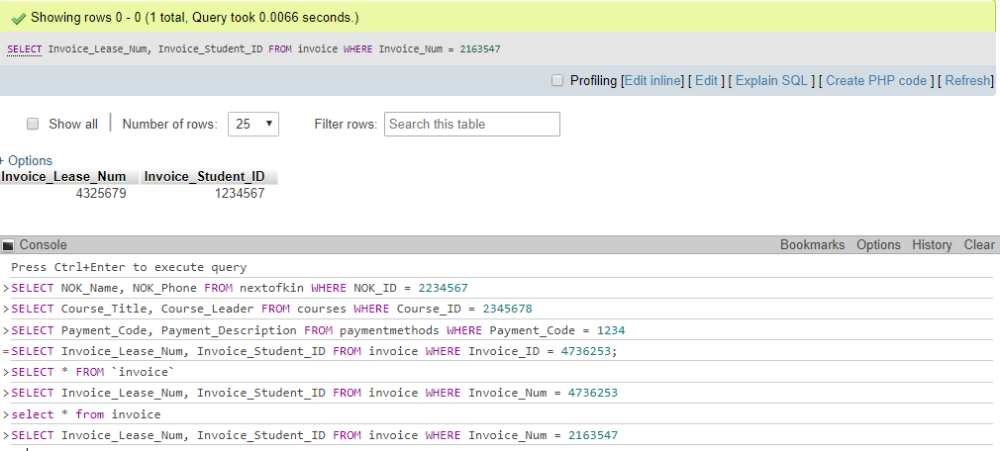 Showing rows 0 - 0 (1 total, Query took 0.0066 seconds.)
SELECT Invoice_Lease_Num, Invoice_Student_ID FROM invoice WHERE Invoice_Num = 2163547
Profiling [Edit inline] [ Edit ] [ Explain SQL ] [ Create PHP code ] [ Refresh]
Show all | Number of rows: 25 Filter rows: Search this table
+ Options
Invoice_Lease_Num Invoice_Student_ID
4325679 1234567
Console Bookmarks Options History Clear
Press Ctrl+Enter to execute query
>SELECT NOK_Name, NOK_Phone FROM nextofkin WHERE NOK_ID = 2234567
>SELECT Course_Title, Course_Leader FROM courses WHERE Course_ID = 2345678
>SELECT Payment_Code, Payment_Description FROM paymentmethods WHERE Payment_Code = 1234
=SELECT Invoice_Lease_Num, Invoice_Student_ID FROM invoice WHERE Invoice_ID = 4736253;
>SELECT * FROM `invoice`
>SELECT Invoice_Lease_Num, Invoice_Student_ID FROM invoice WHERE Invoice_Num = 4736253
>select * from invoice
>SELECT Invoice_Lease_Num, Invoice_Student_ID FROM invoice WHERE Invoice_Num = 2163547